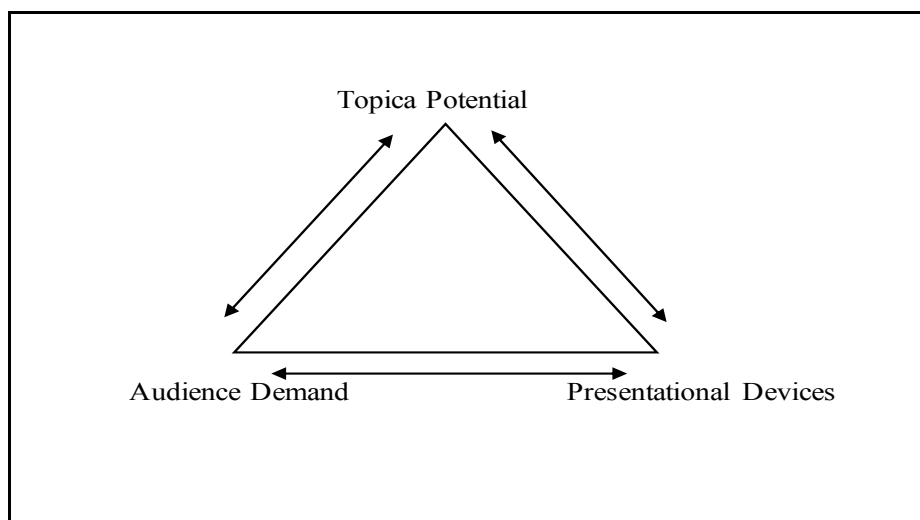 Topica Potential
Audience Demand
Presentational Devices